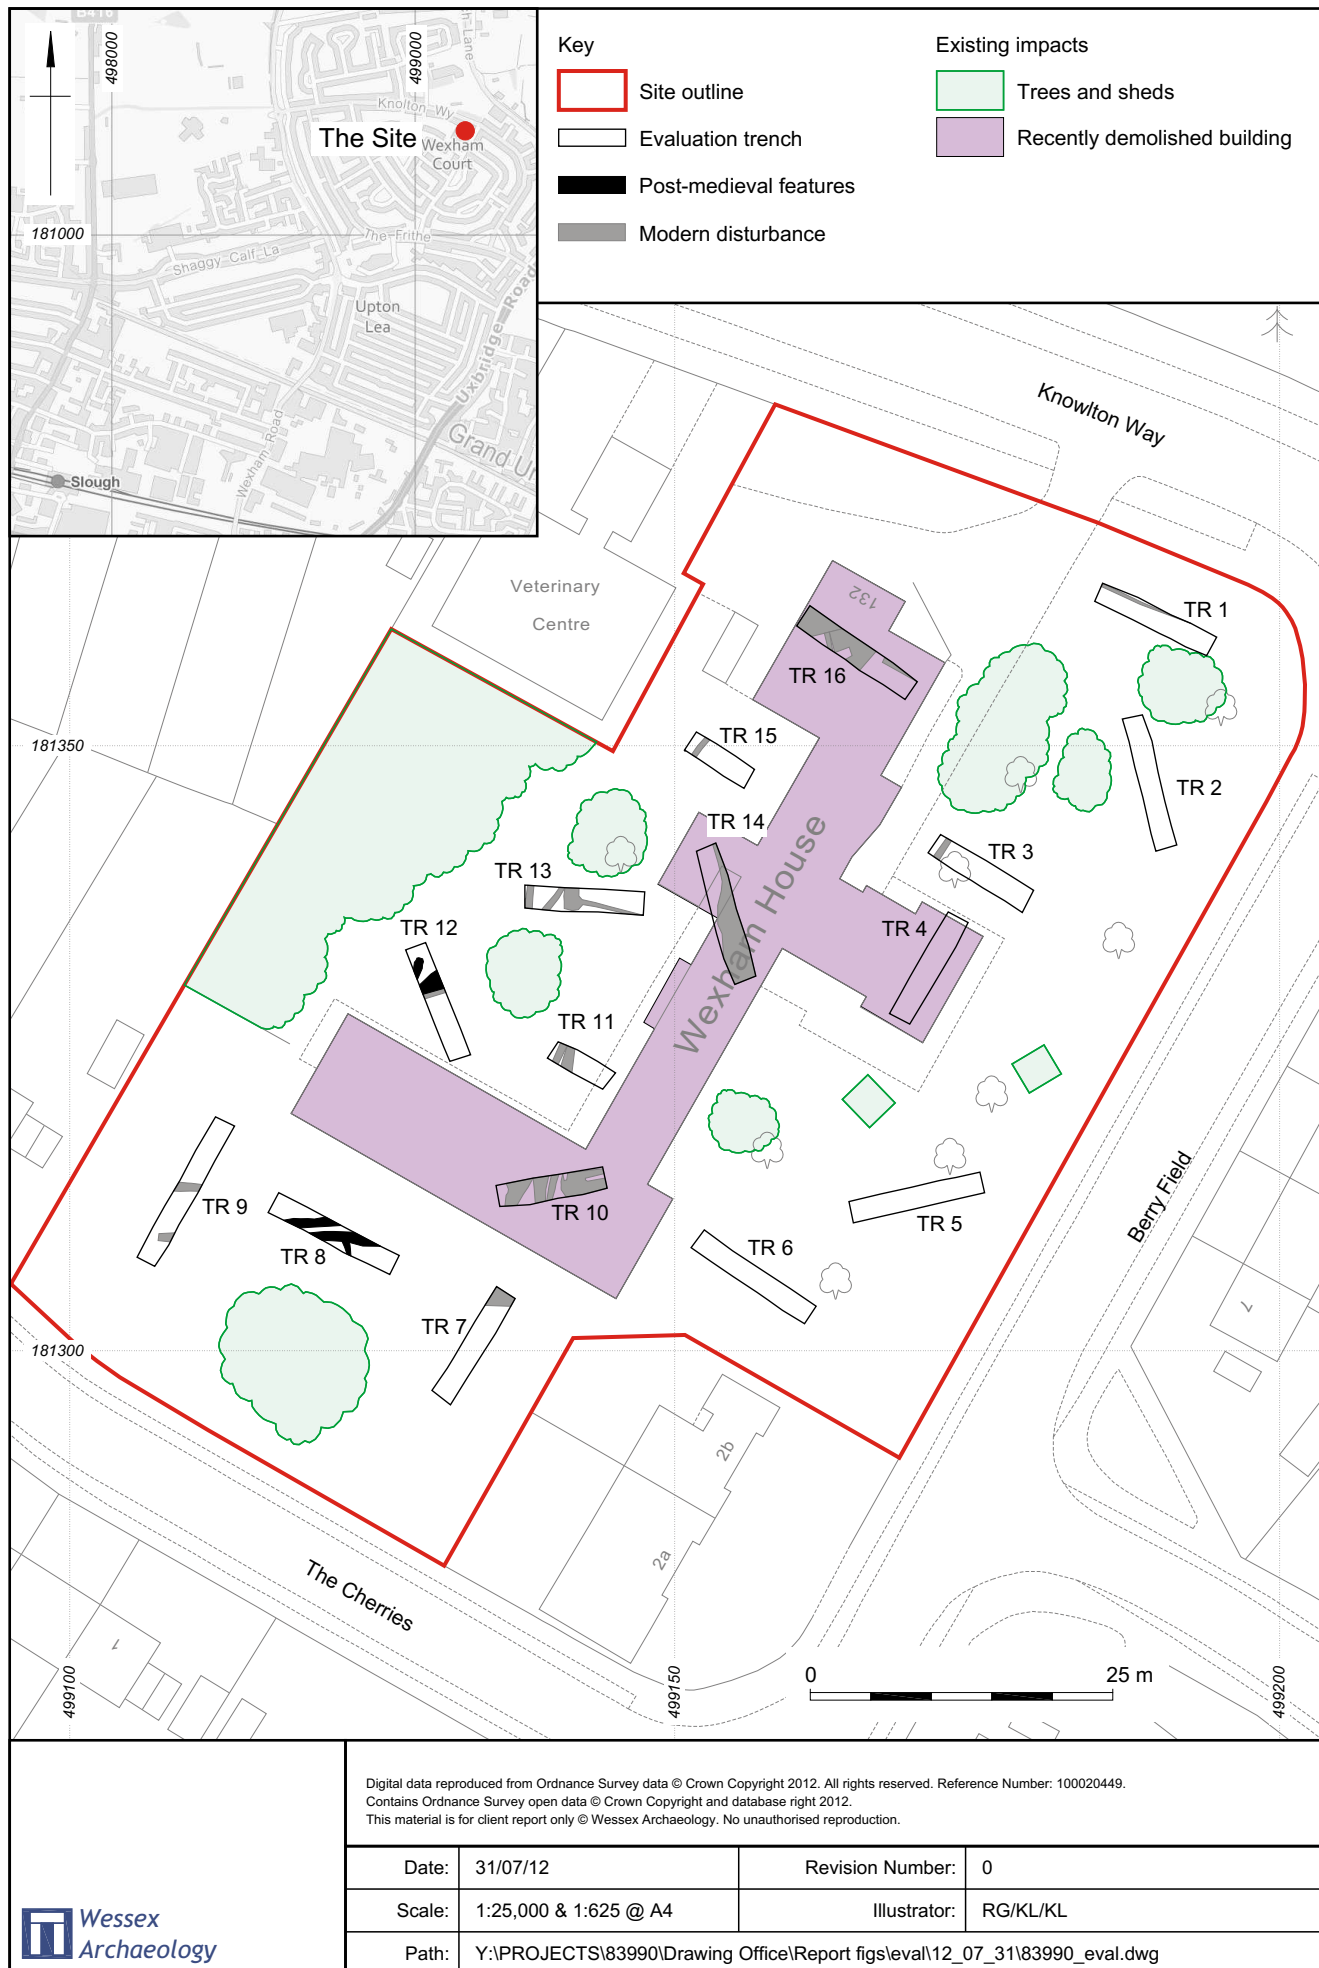 B416
498000
499000
ch-Lane
Knolton Wy
The Site
Wexham
Court
181000
The-Frithe
Shaggy Calf La
Upton
Lea
Uxbridge Road
Wexham Road
Grand Un
Slough
Key
Site outline
Evaluation trench
Post-medieval features
Modern disturbance
Existing impacts
Trees and sheds
Recently demolished building
Knowlton Way
Veterinary
Centre
132
TR 1
TR 16
TR 15
181350
TR 2
TR 14
TR 3
TR 13
Wexham House
TR 12
TR 4
TR 11
TR 9
TR 10
TR 8
TR 5
TR 6
Berry Field
TR 7
7
181300
2b
2a
The Cherries
1
499100
499150
499200
0 25 m
Digital data reproduced from Ordnance Survey data © Crown Copyright 2012. All rights reserved. Reference Number: 100020449.
Contains Ordnance Survey open data © Crown Copyright and database right 2012.
This material is for client report only © Wessex Archaeology. No unauthorised reproduction.
Date: 31/07/12 Revision Number: 0
Scale: 1:25,000 & 1:625 @ A4 Illustrator: RG/KL/KL
Path: Y:\PROJECTS\83990\Drawing Office\Report figs\eval\12_07_31\83990_eval.dwg
Wessex
Archaeology